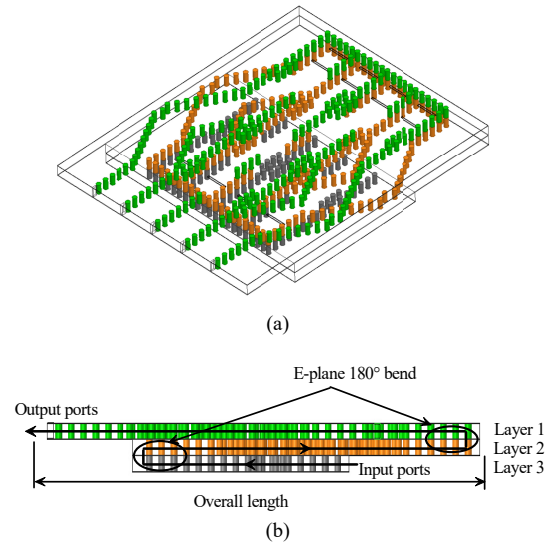 (a)
E-plane 180° bend
Output ports
Layer 1
Layer 2
Input ports
Layer 3
Overall length
(b)